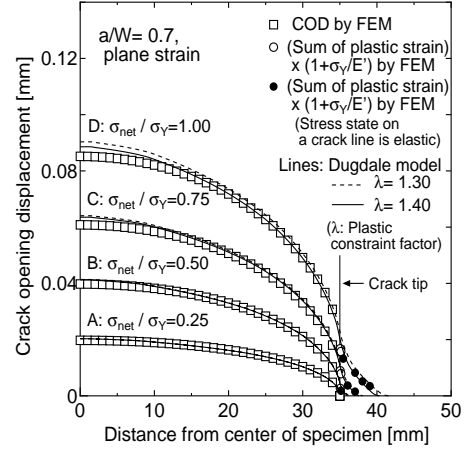 0.12
0.08
0.04
0
Crack opening displacement [mm]
a/W= 0.7,
plane strain
COD by FEM
(Sum of plastic strain)
x (1+σY/E') by FEM
(Sum of plastic strain)
x (1+σY/E') by FEM
(Stress state on
a crack line is elastic)
Lines: Dugdale model
λ= 1.30
λ= 1.40
(λ: Plastic
constraint factor)
Crack tip
D: σnet / σY=1.00
C: σnet / σY=0.75
B: σnet / σY=0.50
A: σnet / σY=0.25
0 10 20 30 40 50
Distance from center of specimen [mm]